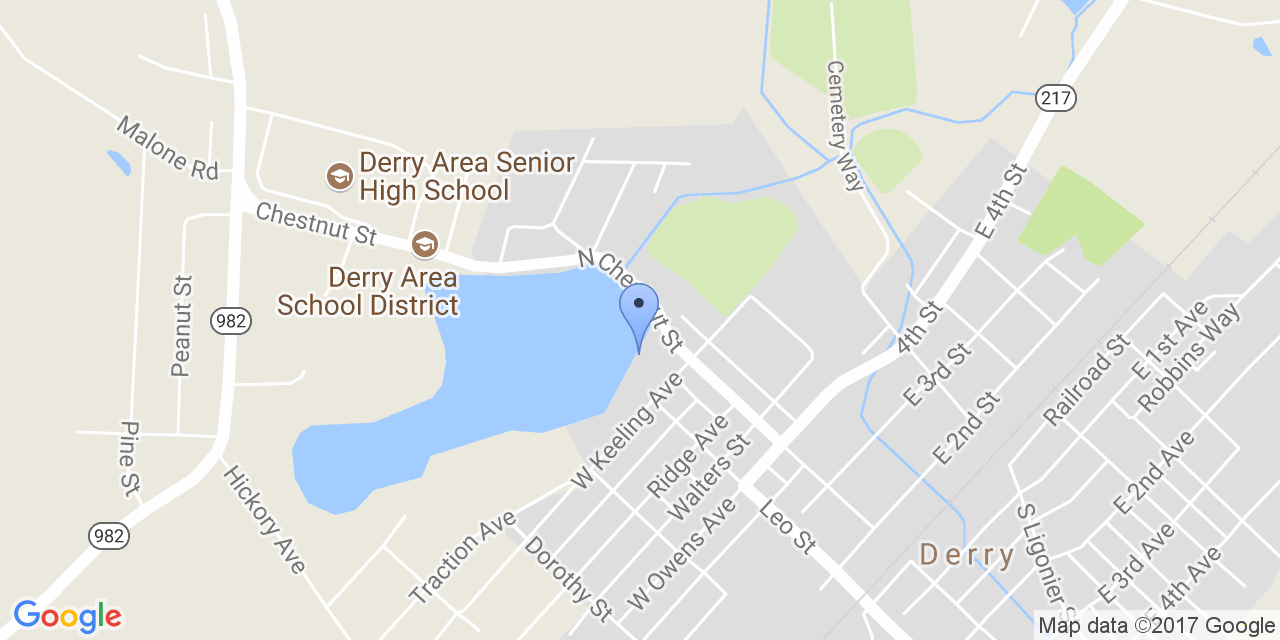 Cemetery Way
217
Malone Rd
Derry Area Senior
High School
E 4th St
Chestnut St
Derry Area
School District
N Che
ut St
Peanut St
982
4th St
E 1st Ave
Robbins Way
Railroad St
E 3rd St
W Keeling Ave
E 2nd St
Ridge Ave
Walters St
Pine St
E 2nd Ave
Hickory Ave
W Owens Ave
Leo St
S Ligonier S
982
Traction Ave
Dorothy St
Derry
E 3rd Ave
E 4th Ave
Google
Map data ©2017 Google